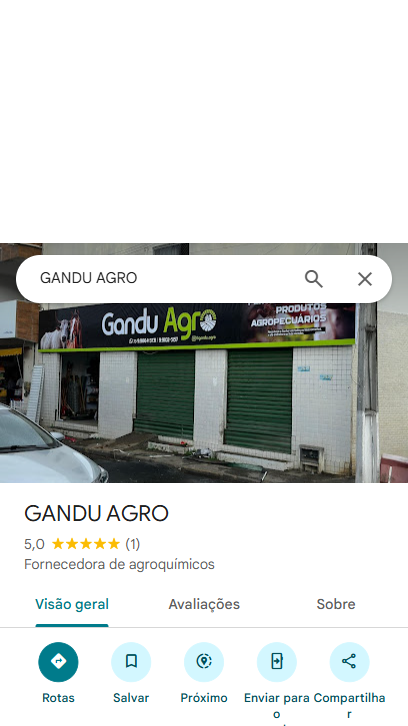 GANDU AGRO
Gandu Agro
PRODUTOS
AGROPECUÁRIOS
GANDU AGRO
5,0 (1)
Fornecedora de agroquímicos
Visão geral Avaliações Sobre
Rotas Salvar Próximo Enviar para o Compartilhar